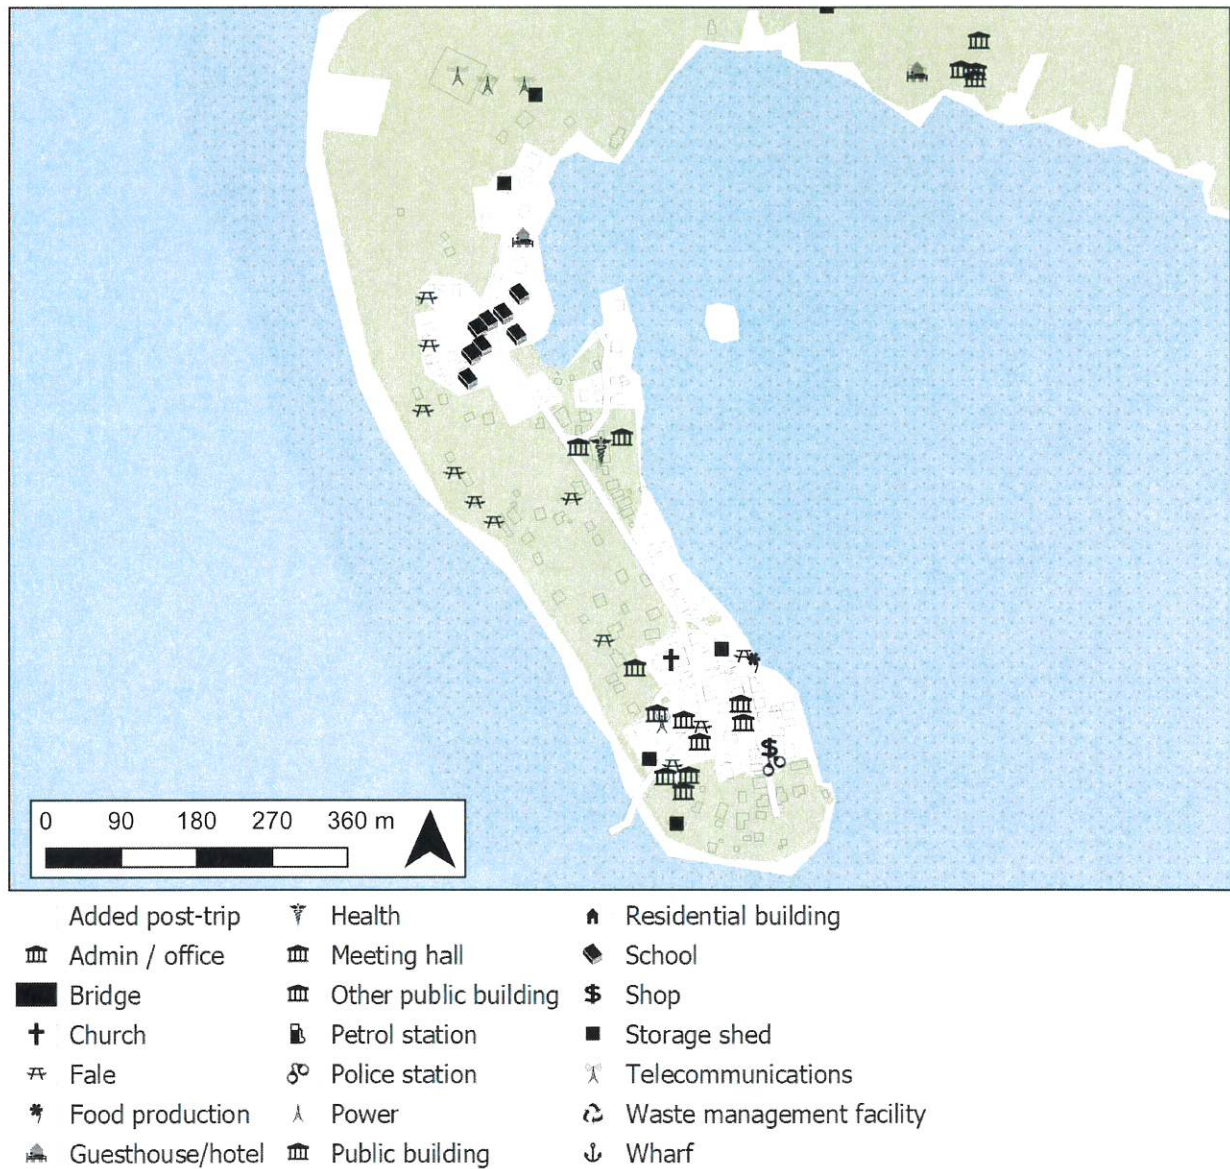 0 90 180 270 360 m
Added post-trip
Admin / office
Bridge
Church
Fale
Food production
Guesthouse/hotel
Health
Meeting hall
Other public building
Petrol station
Police station
Power
Public building
Residential building
School
$ Shop
Storage shed
Telecommunications
Waste management facility
Wharf